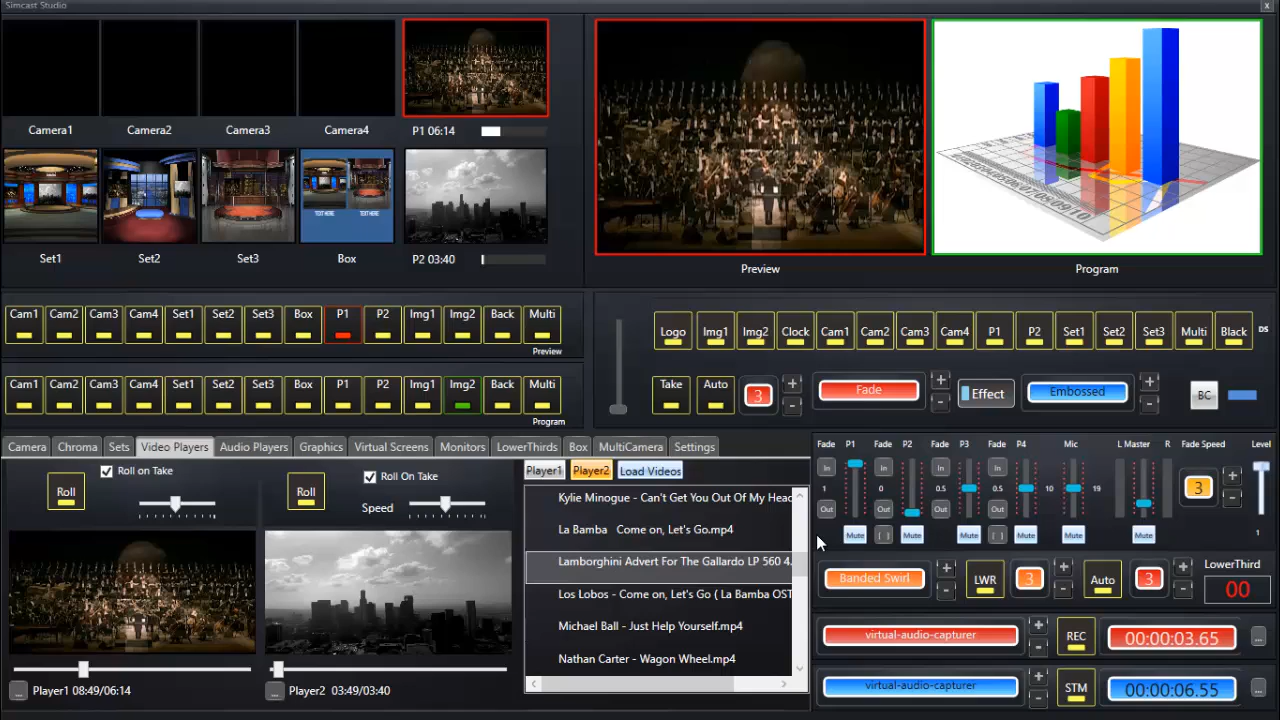 Simcast Studio
x
Camera1 Camera2 Camera3 Camera4 P1 06:14
TEXT HERE TEXT HERE
Set1 Set2 Set3 Box P2 03:40
Preview Program
Cam1 Cam2 Cam3 Cam4 Set1 Set2 Set3 Box P1 P2 Img1 Img2 Back Multi
Preview
Logo Img1 Img2 Clock Cam1 Cam2 Cam3 Cam4 P1 P2 Set1 Set2 Set3 Multi Black DS
Cam1 Cam2 Cam3 Cam4 Set1 Set2 Set3 Box P1 P2 Img1 Img2 Back Multi
Program
Take Auto 3 + - Fade + - Effect Embossed + - BC
Camera Chroma Sets Video Players Audio Players Graphics Virtual Screens Monitors LowerThirds Box MultiCamera Settings
Fade P1 Fade P2 Fade P3 Fade P4 Mic L Master R Fade Speed Level
Roll Roll on Take Roll Roll On Take
Speed
Player1 Player2 Load Videos
In In In In
1 0 0.5 0.5 10 19 3 + -
Out Out Out Out 1
Mute [ ] Mute Mute [ ] Mute Mute Mute
Kylie Minogue - Can't Get You Out Of My Head
La Bamba Come on, Let's Go.mp4
Lamborghini Advert For The Gallardo LP 560 4.
Los Lobos - Come on, Let's Go ( La Bamba OST
Michael Ball - Just Help Yourself.mp4
Nathan Carter - Wagon Wheel.mp4
Banded Swirl + - LWR 3 + - Auto 3 + - LowerThird
00
virtual-audio-capturer + - REC 00:00:03.65 ...
virtual-audio-capturer + - STM 00:00:06.55 ...
... Player1 03:49/06:14 ... Player2 03:49/03:40